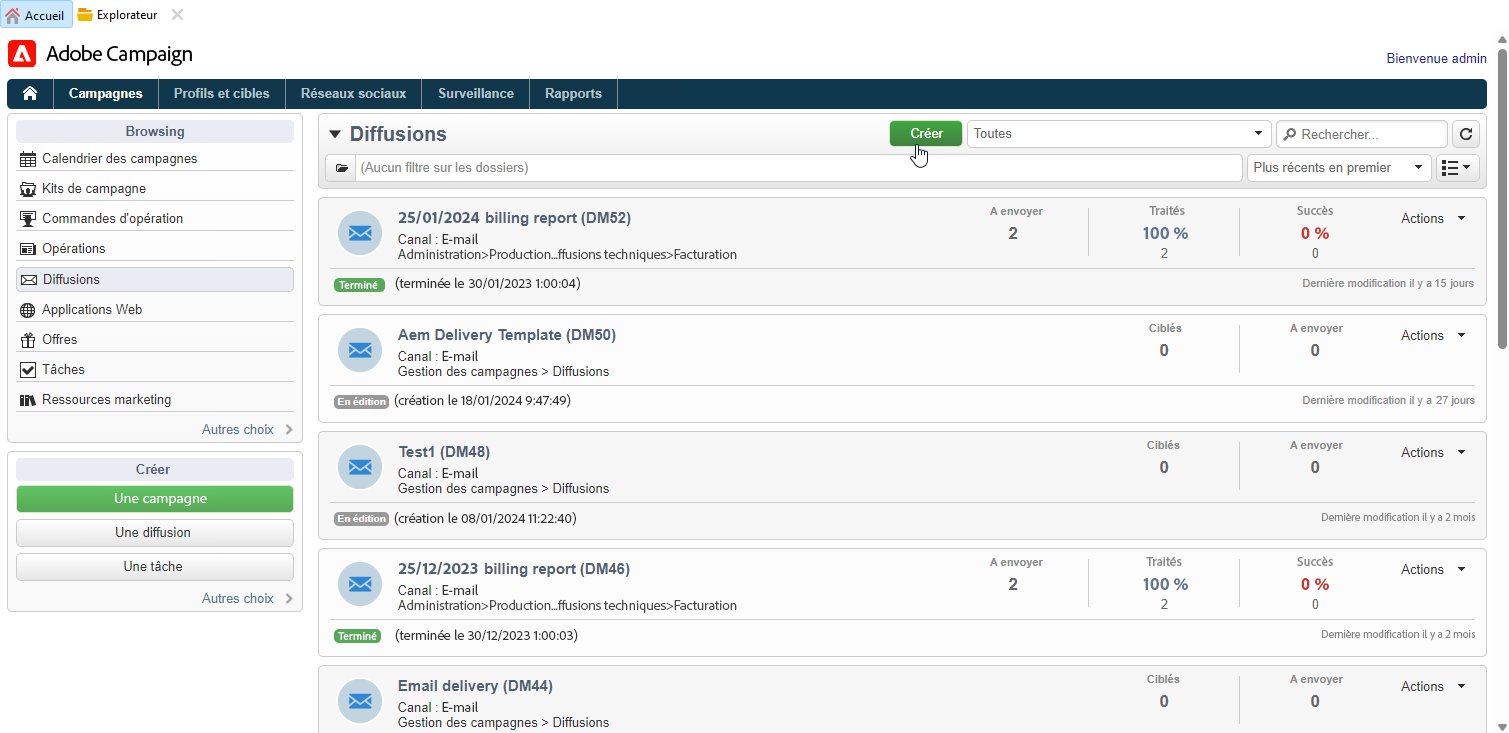 Accueil Explorateur
Adobe Campaign
Bienvenue admin
Campagnes Profils et cibles Réseaux sociaux Surveillance Rapports
Browsing
Calendrier des campagnes
Kits de campagne
Commandes d'opération
Opérations
Diffusions
Applications Web
Offres
Tâches
Ressources marketing
Autres choix
Créer
Une campagne
Une diffusion
Une tâche
Autres choix
Diffusions Créer Toutes Rechercher...
(Aucun filtre sur les dossiers) Plus récents en premier
25/01/2024 billing report (DM52)
Canal : E-mail
Administration>Production...ffusions techniques>Facturation
A envoyer Traités Succès Actions
2 100 % 0 %
2 0
Terminé (terminée le 30/01/2023 1:00:04) Dernière modification il y a 15 jours
Aem Delivery Template (DM50)
Canal : E-mail
Gestion des campagnes > Diffusions
Ciblés A envoyer Actions
0 0
En édition (création le 18/01/2024 9:47:49) Dernière modification il y a 27 jours
Test1 (DM48)
Canal : E-mail
Gestion des campagnes > Diffusions
Ciblés A envoyer Actions
0 0
En édition (création le 08/01/2024 11:22:40) Dernière modification il y a 2 mois
25/12/2023 billing report (DM46)
Canal : E-mail
Administration>Production...ffusions techniques>Facturation
A envoyer Traités Succès Actions
2 100 % 0 %
2 0
Terminé (terminée le 30/12/2023 1:00:03) Dernière modification il y a 2 mois
Email delivery (DM44)
Canal : E-mail
Gestion des campagnes > Diffusions
Ciblés A envoyer Actions
0 0